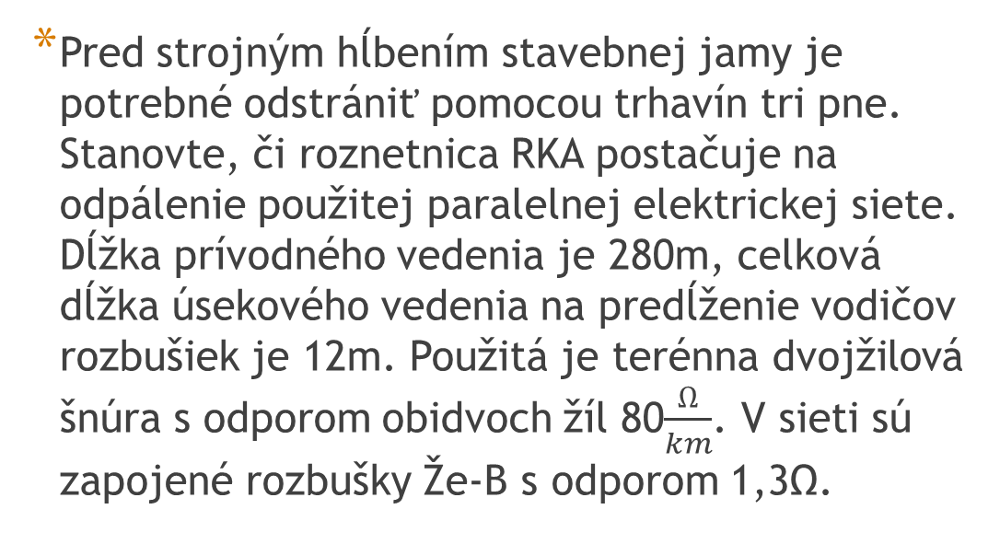 * Pred strojným hĺbením stavebnej jamy je
potrebné odstrániť pomocou trhavín tri pne.
Stanovte, či roznetnica RKA postačuje na
odpálenie použitej paralelnej elektrickej siete.
Dĺžka prívodného vedenia je 280m, celková
dĺžka úsekového vedenia na predĺženie vodičov
rozbušiek je 12m. Použitá je terénna dvojžilová
šnúra s odporom obidvoch žíl 80 Ω/km. V sieti sú
zapojené rozbušky Že-B s odporom 1,3Ω.